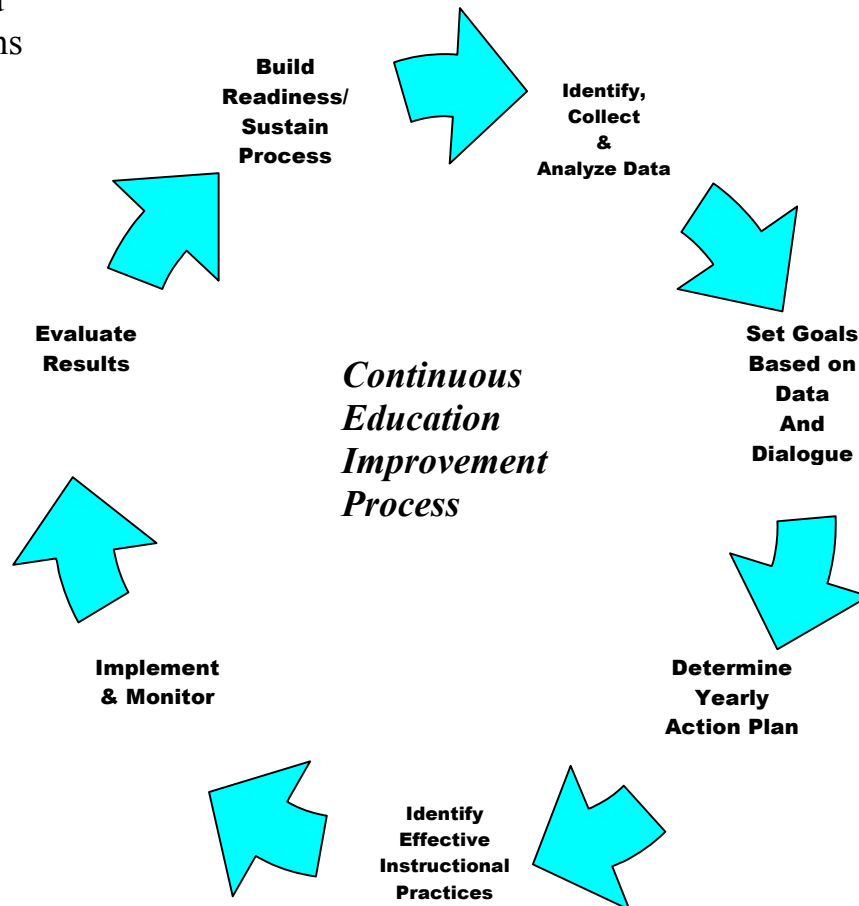 ns
Build
Readiness/
Sustain
Process
Identify,
Collect
&
Analyze Data
Set Goals
Based on
Data
And
Dialogue
Determine
Yearly
Action Plan
Identify
Effective
Instructional
Practices
Implement
& Monitor
Evaluate
Results
Continuous
Education
Improvement
Process